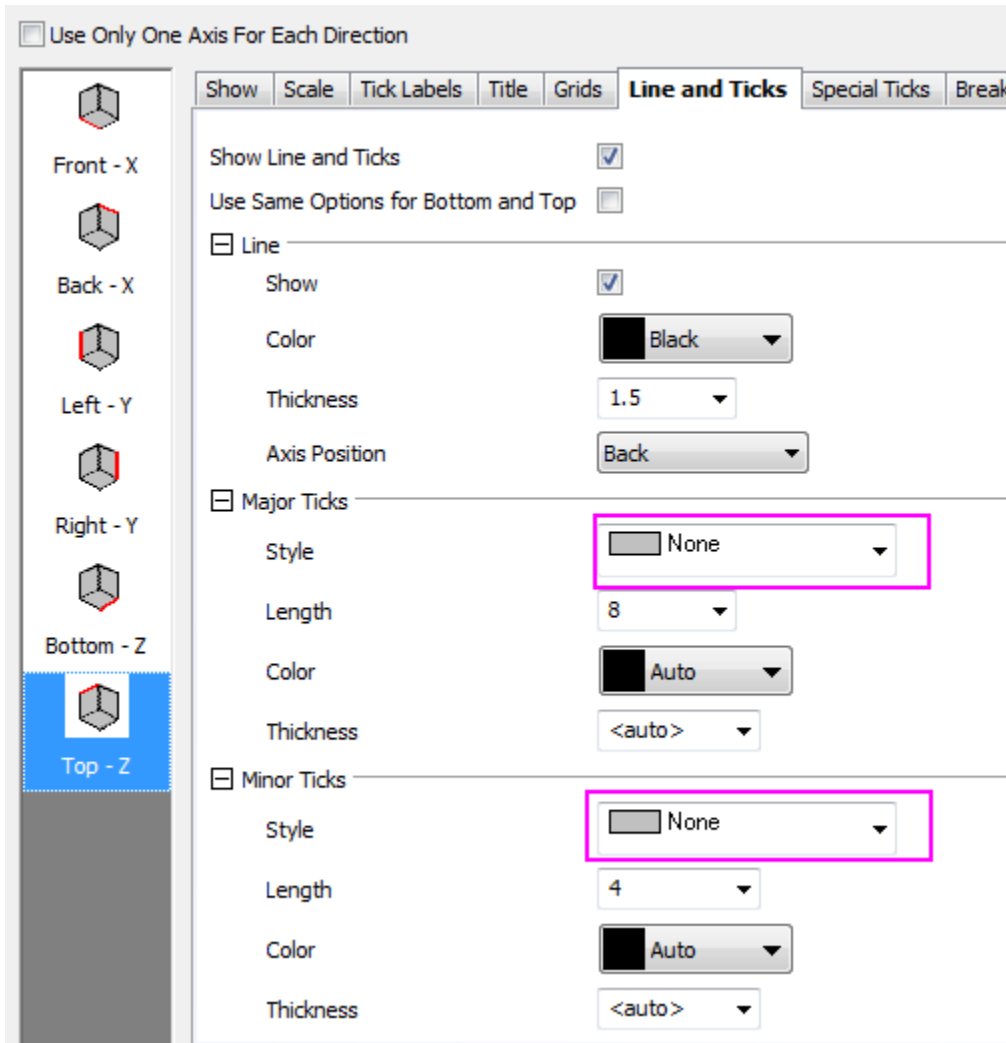 Use Only One Axis For Each Direction
Show Scale Tick Labels Title Grids Line and Ticks Special Ticks Break
Front - X
Back - X
Left - Y
Right - Y
Bottom - Z
Top - Z
Show Line and Ticks
Use Same Options for Bottom and Top
Line
Show
Color Black
Thickness 1.5
Axis Position Back
Major Ticks
Style None
Length 8
Color Auto
Thickness <auto>
Minor Ticks
Style None
Length 4
Color Auto
Thickness <auto>